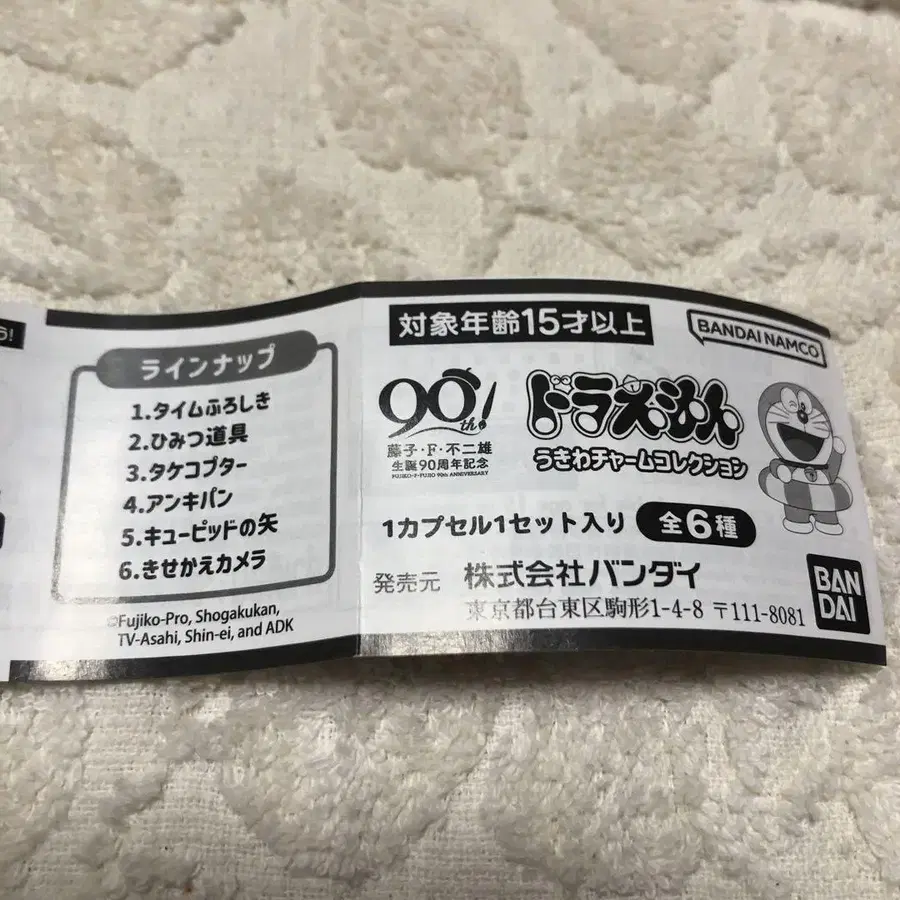 ラインナップ
1.タイムふろしき
2.ひみつ道具
3.タケコプター
4.アンキパン
5.キューピッドの矢
6.きせかえカメラ
©Fujiko-Pro, Shogakukan,
TV-Asahi, Shin-ei, and ADK
対象年齢15才以上
BANDAI NAMCO
90th!
藤子・F・不二雄
生誕90周年記念
FUJIKO・F・FUJIO 90th ANNIVERSARY
ドラえもん
うきわチャームコレクション
1カプセル1セット入り 全6種
発売元 株式会社バンダイ
東京都台東区駒形1-4-8 〒111-8081
BAN
DAI